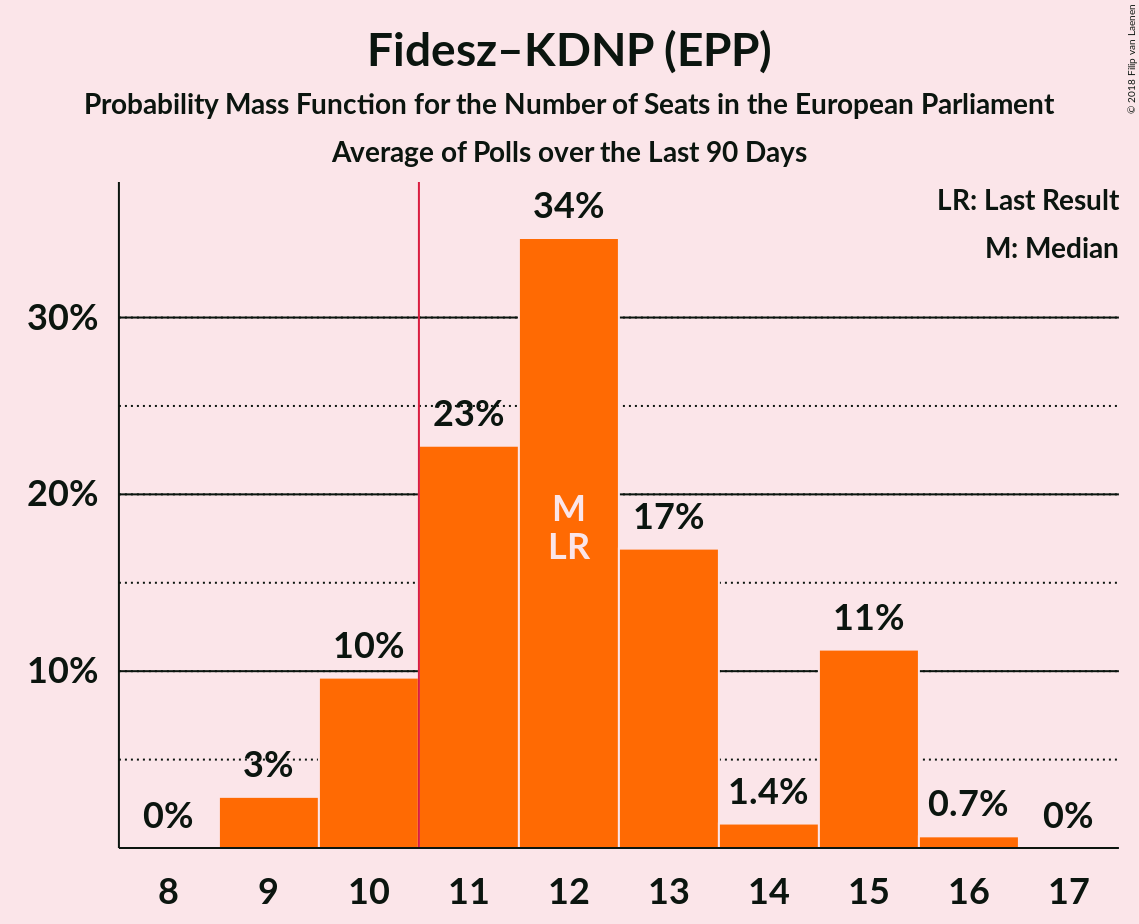 Fidesz–KDNP (EPP)
Probability Mass Function for the Number of Seats in the European Parliament
Average of Polls over the Last 90 Days
© 2018 Filip van Laenen
LR: Last Result
M: Median
34%
30%
23%
20%
M
LR
17%
11%
10%
10%
3%
1.4%
0.7%
0%
0%
8 9 10 11 12 13 14 15 16 17